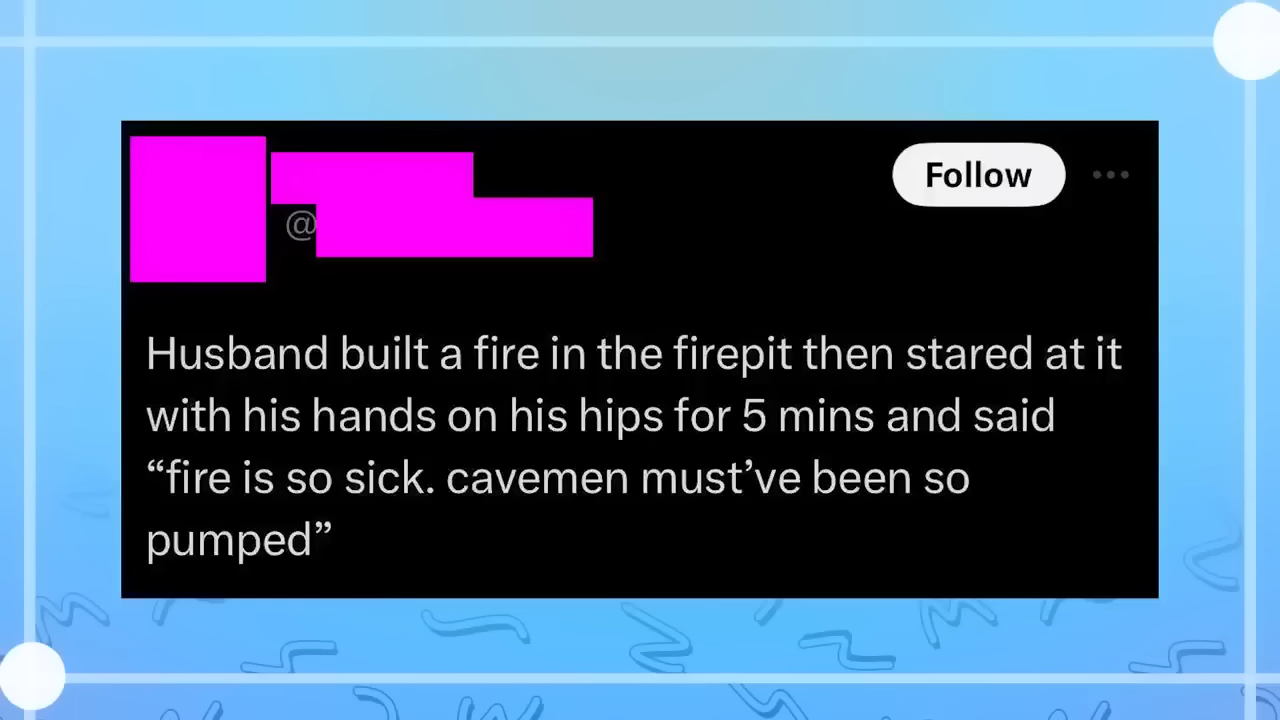 Follow
@
Husband built a fire in the firepit then stared at it
with his hands on his hips for 5 mins and said
“fire is so sick. cavemen must’ve been so
pumped”